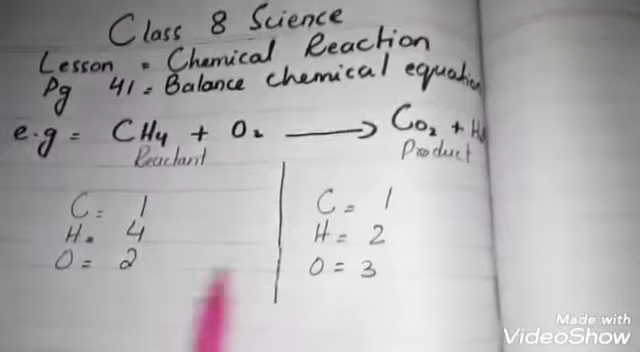 Class 8 Science
Lesson = Chemical Reaction
Pg 41 = Balance chemical equation
e.g = CH4 + O2 → CO2 + H
Reactant Product
C = 1 C = 1
H = 4 H = 2
O = 2 O = 3
Made with
VideoShow